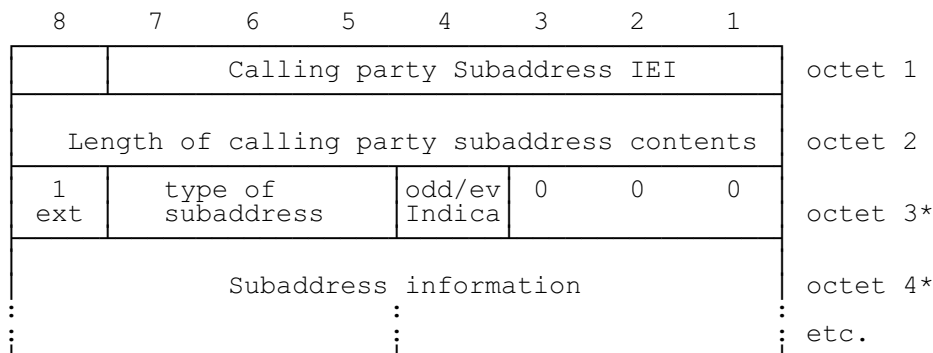 8 7 6 5 4 3 2 1
Calling party Subaddress IEI octet 1
Length of calling party subaddress contents octet 2
1 type of odd/ev 0 0 0
ext subaddress Indica octet 3*
Subaddress information octet 4*
: : :
: : : etc.